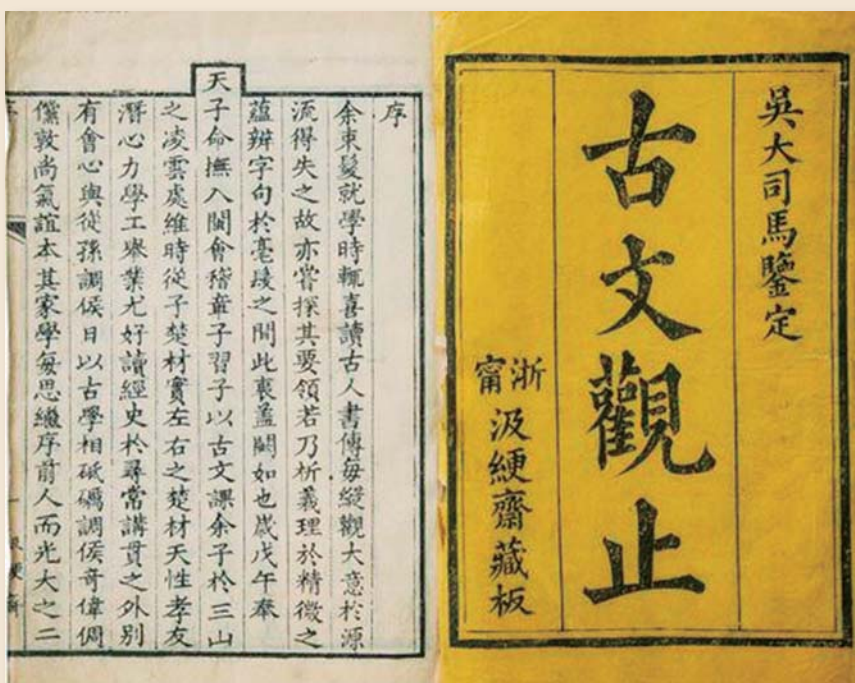 吳大司馬鑒定
古文觀止
浙甯
汲綆齋藏板
序
余束髮就學時輒喜讀古人書傳每縱觀大意於源
流得失之故亦嘗探其要領若乃析義理於精微之
蘊辨字句於毫髮之間此衷蓋闕如也歲戊午奉
天子命撫八閩會稽章子習子以古文課余子於三山
之凌雲處維時從子楚材實左右之楚材天性孝友
潛心力學工舉業尤好讀經史於尋常講貫之外別
有會心與從孫調侯日以古學相砥礪調侯奇偉倜
儻敦尚氣誼本其家學每思繼序前人而光大之二